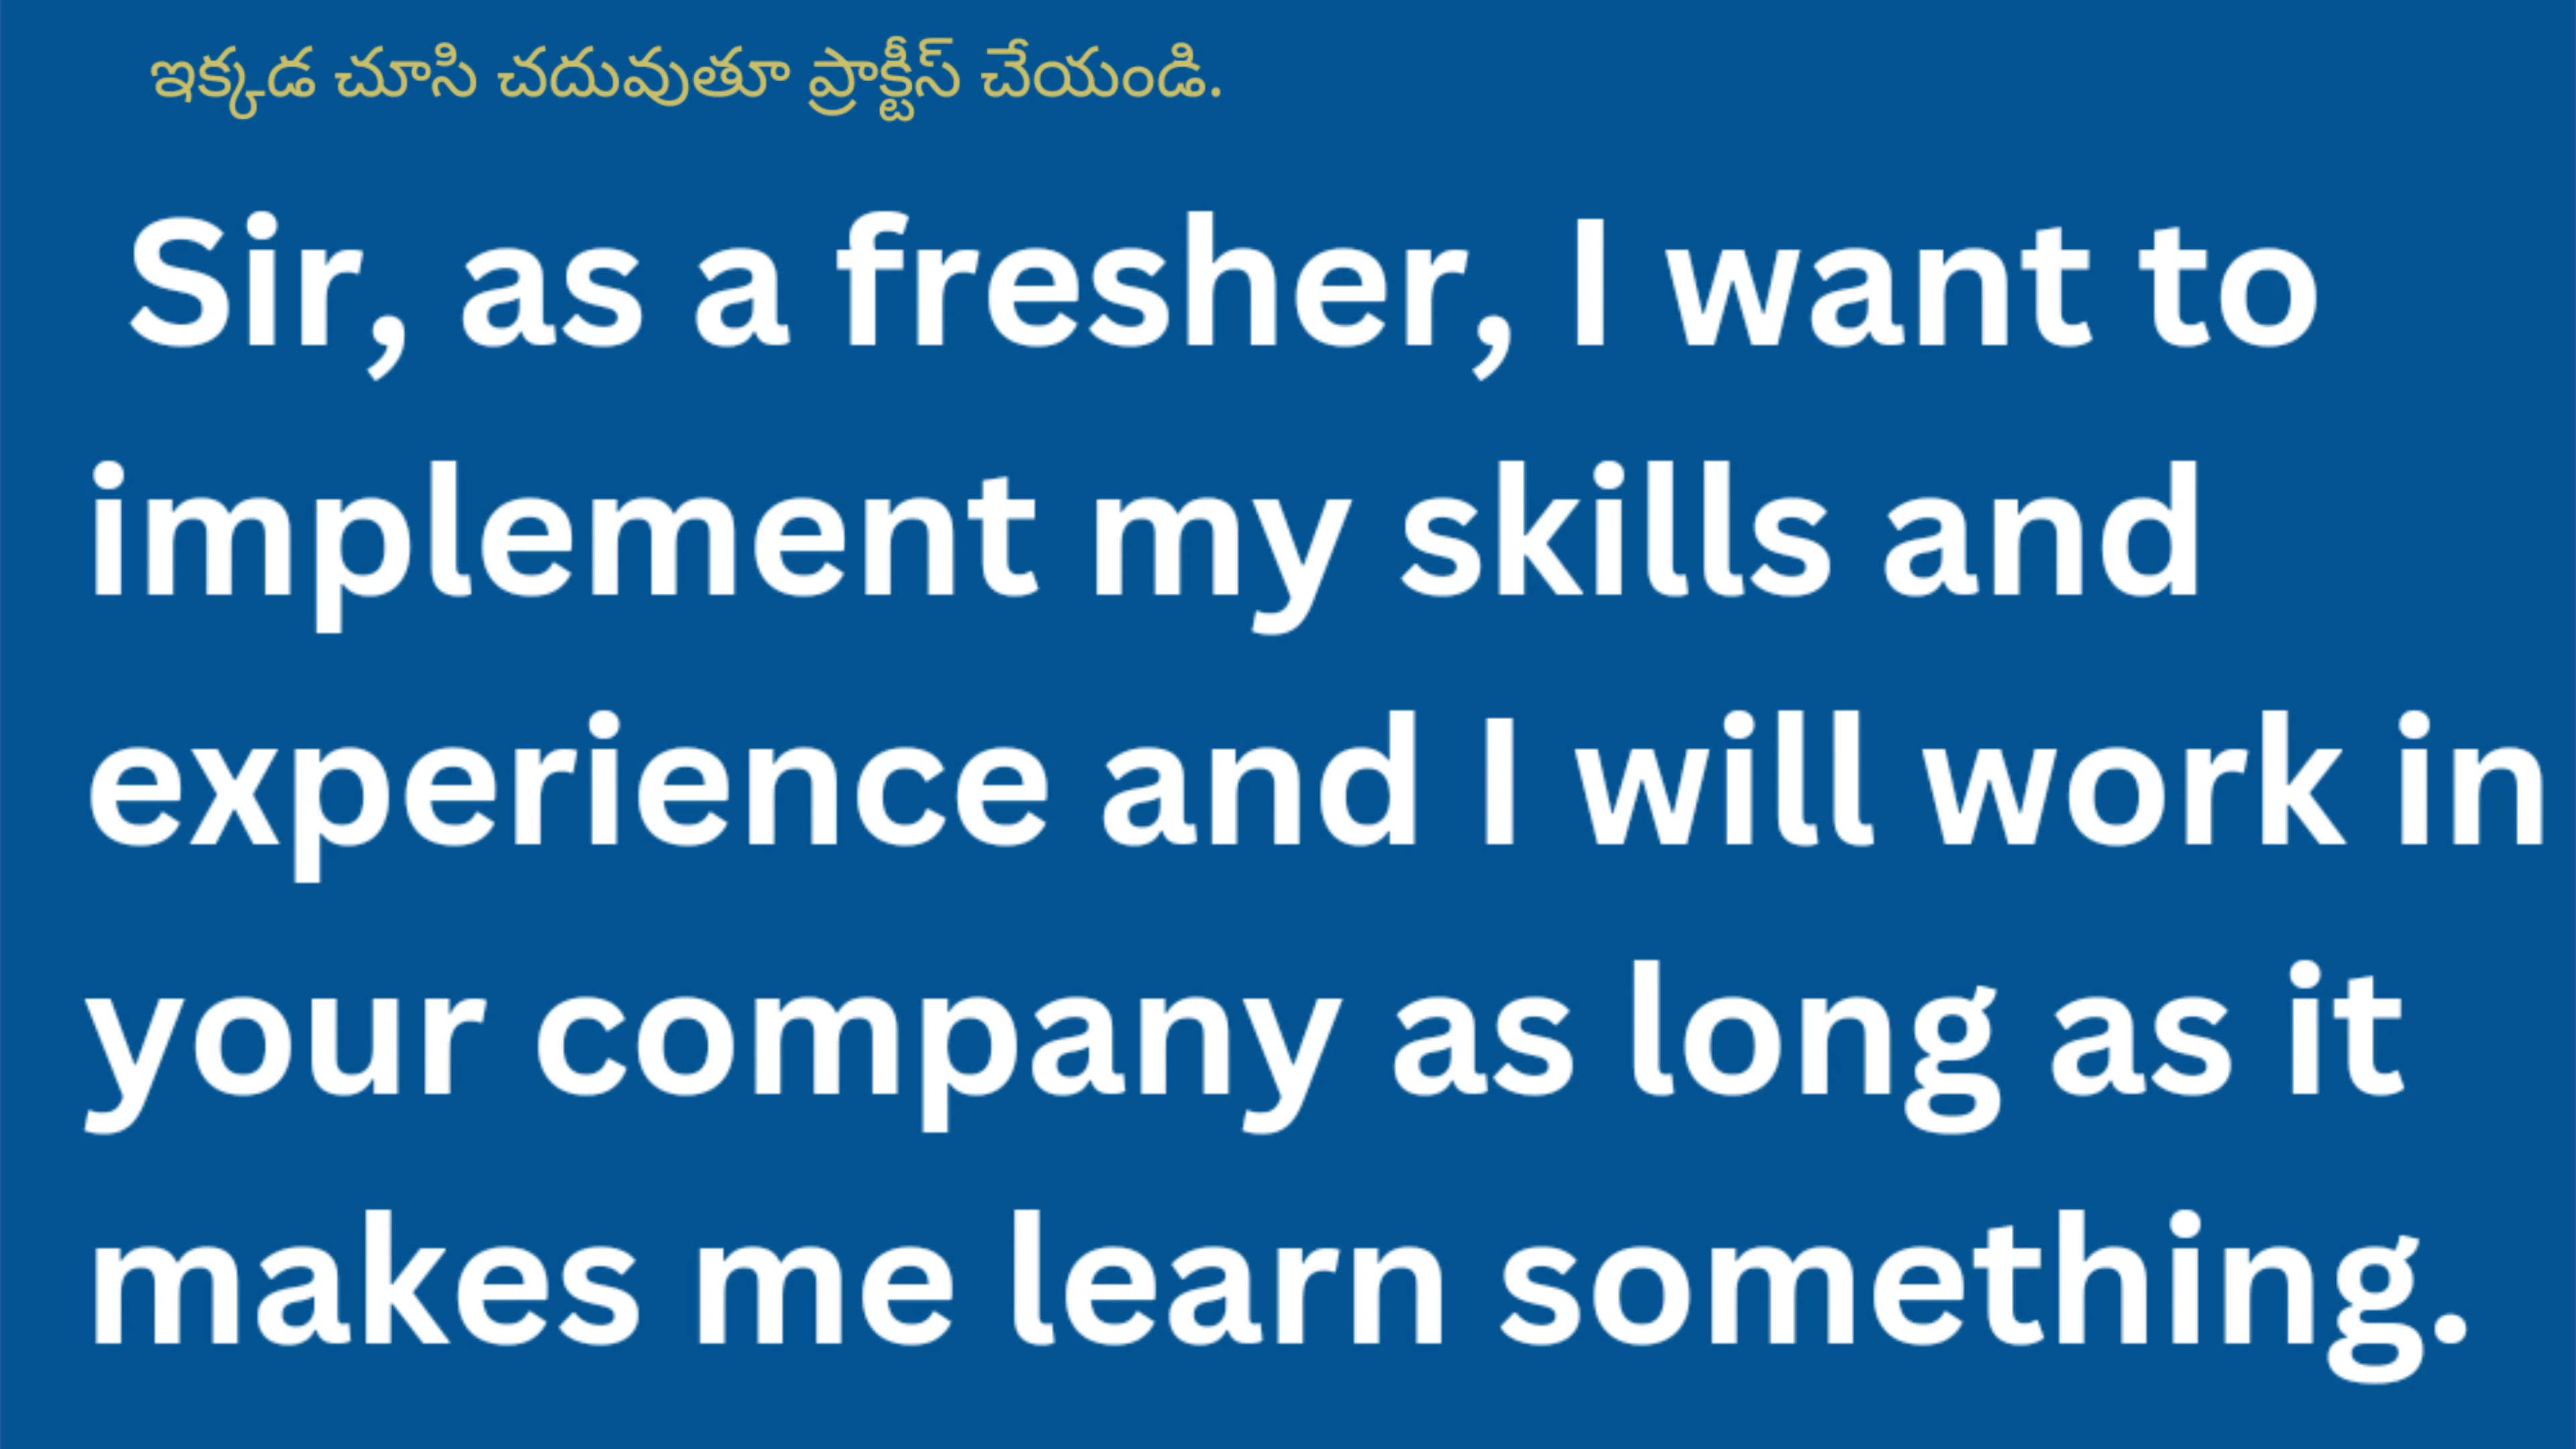 ఇక్కడ చూసి చదువుతూ ప్రాక్టీస్ చేయండి.
Sir, as a fresher, I want to
implement my skills and
experience and I will work in
your company as long as it
makes me learn something.